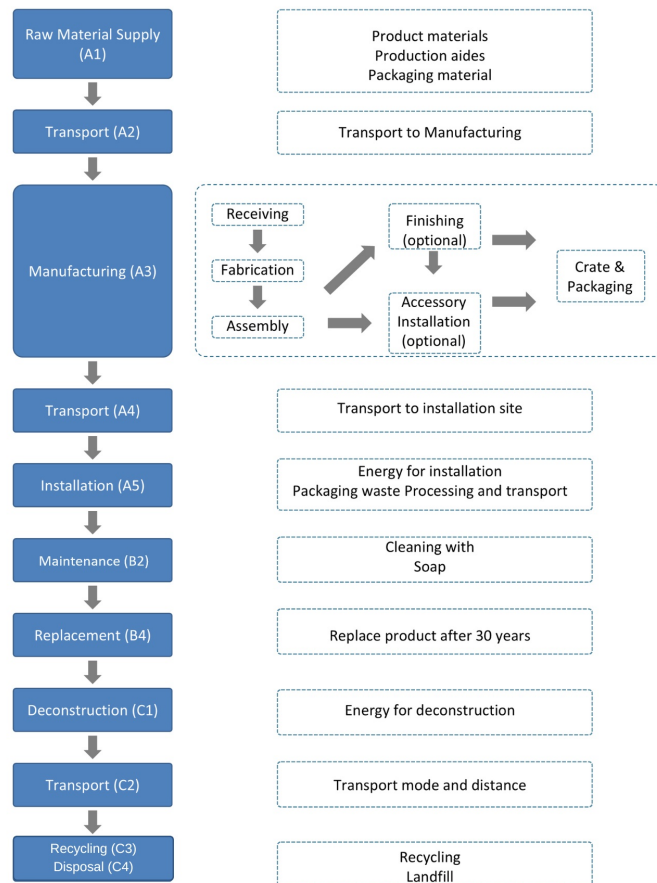 Raw Material Supply
(A1)
Product materials
Production aides
Packaging material
Transport (A2)
Transport to Manufacturing
Manufacturing (A3)
Receiving
Fabrication
Assembly
Finishing
(optional)
Accessory
Installation
(optional)
Crate &
Packaging
Transport (A4)
Transport to installation site
Installation (A5)
Energy for installation
Packaging waste Processing and transport
Maintenance (B2)
Cleaning with
Soap
Replacement (B4)
Replace product after 30 years
Deconstruction (C1)
Energy for deconstruction
Transport (C2)
Transport mode and distance
Recycling (C3)
Disposal (C4)
Recycling
Landfill